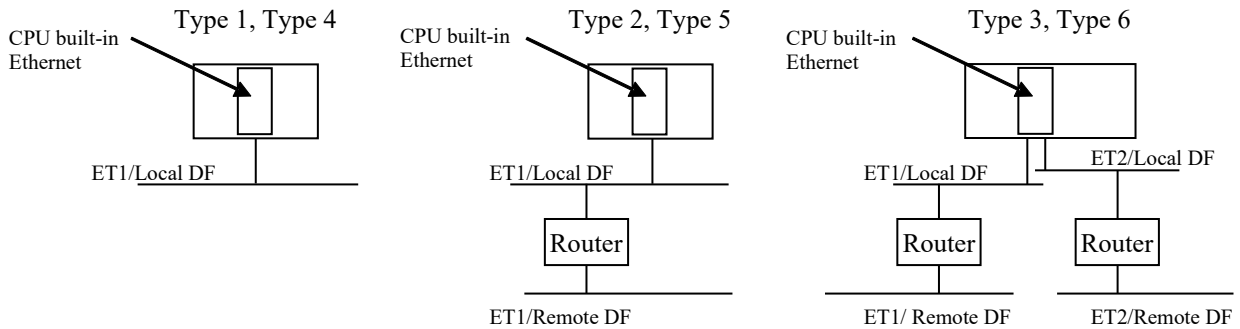 Type 1, Type 4
CPU built-in
Ethernet
ET1/Local DF
Type 2, Type 5
CPU built-in
Ethernet
ET1/Local DF
Router
ET1/Remote DF
Type 3, Type 6
CPU built-in
Ethernet
ET1/Local DF
ET2/Local DF
Router
Router
ET1/ Remote DF
ET2/Remote DF